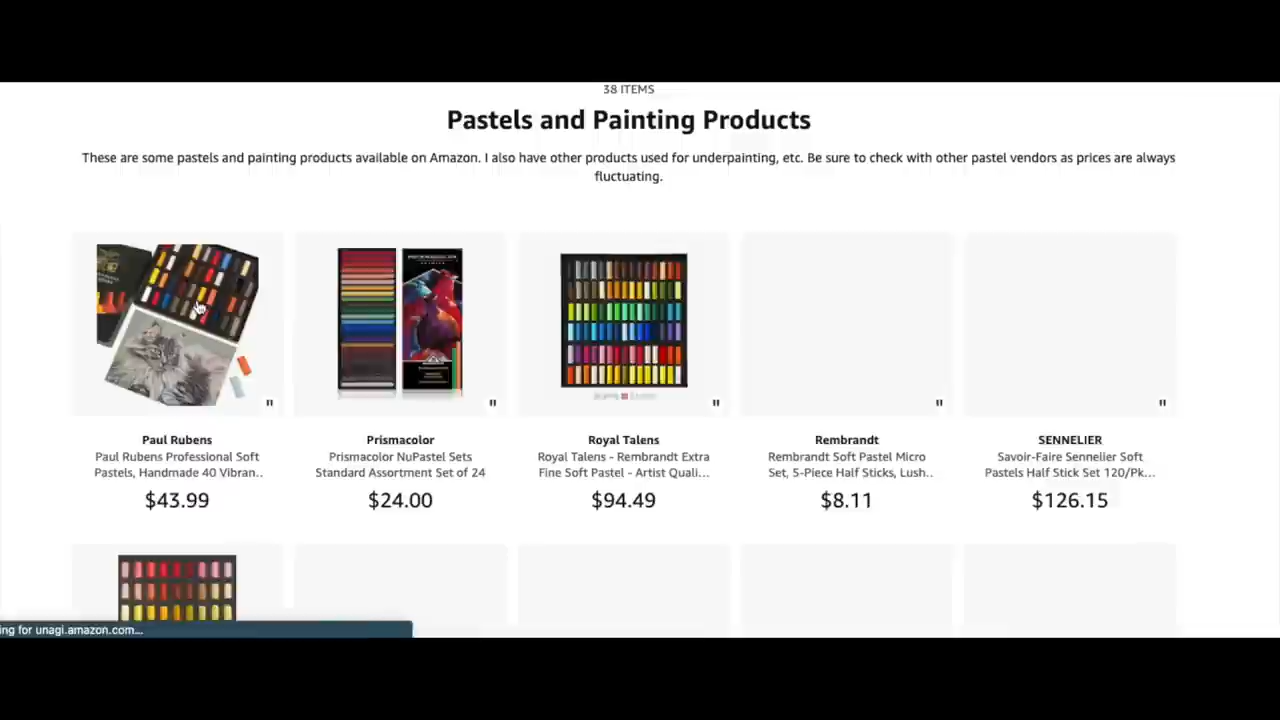 38 ITEMS
Pastels and Painting Products
These are some pastels and painting products available on Amazon. I also have other products used for underpainting, etc. Be sure to check with other pastel vendors as prices are always
fluctuating.
Paul Rubens
Paul Rubens Professional Soft
Pastels, Handmade 40 Vibran..
$43.99
Prismacolor
Prismacolor NuPastel Sets
Standard Assortment Set of 24
$24.00
Royal Talens
Royal Talens - Rembrandt Extra
Fine Soft Pastel - Artist Quali...
$94.49
Rembrandt
Rembrandt Soft Pastel Micro
Set, 5-Piece Half Sticks, Lush..
$8.11
SENNELIER
Savoir-Faire Sennelier Soft
Pastels Half Stick Set 120/Pk...
$126.15
ing for unagi.amazon.com...